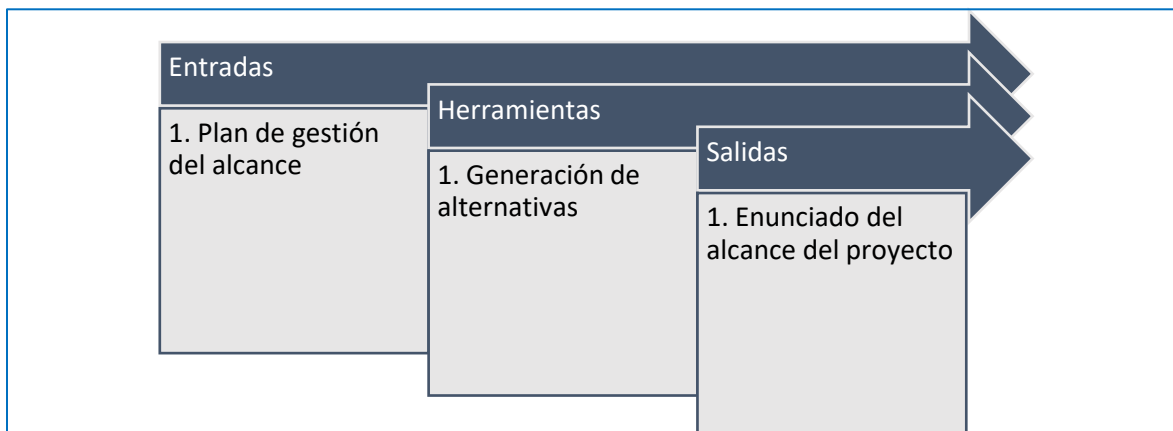 Entradas
1. Plan de gestión
del alcance
Herramientas
1. Generación de
alternativas
Salidas
1. Enunciado del
alcance del proyecto